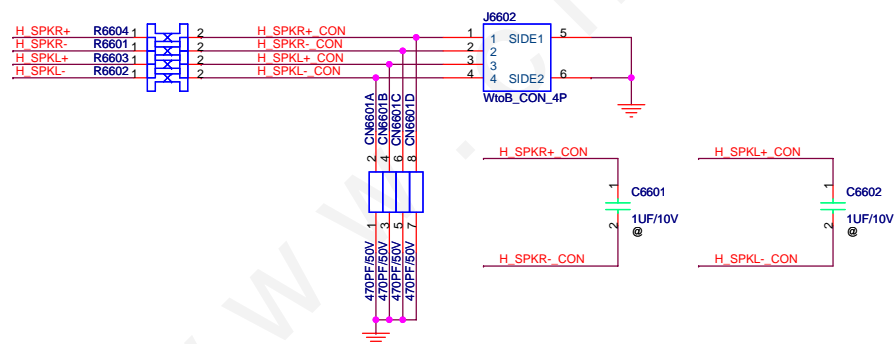 J6602
H_SPKR+ R6604 1 2 H_SPKR+_CON 1 1 SIDE1 5
H_SPKR- R6601 1 2 H_SPKR-_CON 2 2
H_SPKL+ R6603 1 2 H_SPKL+_CON 3 3
H_SPKL- R6602 1 2 H_SPKL-_CON 4 4 SIDE2 6
WtoB_CON_4P
CN6601A
CN6601B
CN6601C
CN6601D
2 4 6 8
1 3 5 7
470PF/50V
470PF/50V
470PF/50V
470PF/50V
H_SPKR+_CON
1
C6601
1UF/10V
2
@
H_SPKR-_CON
H_SPKL+_CON
1
C6602
1UF/10V
2
@
H_SPKL-_CON